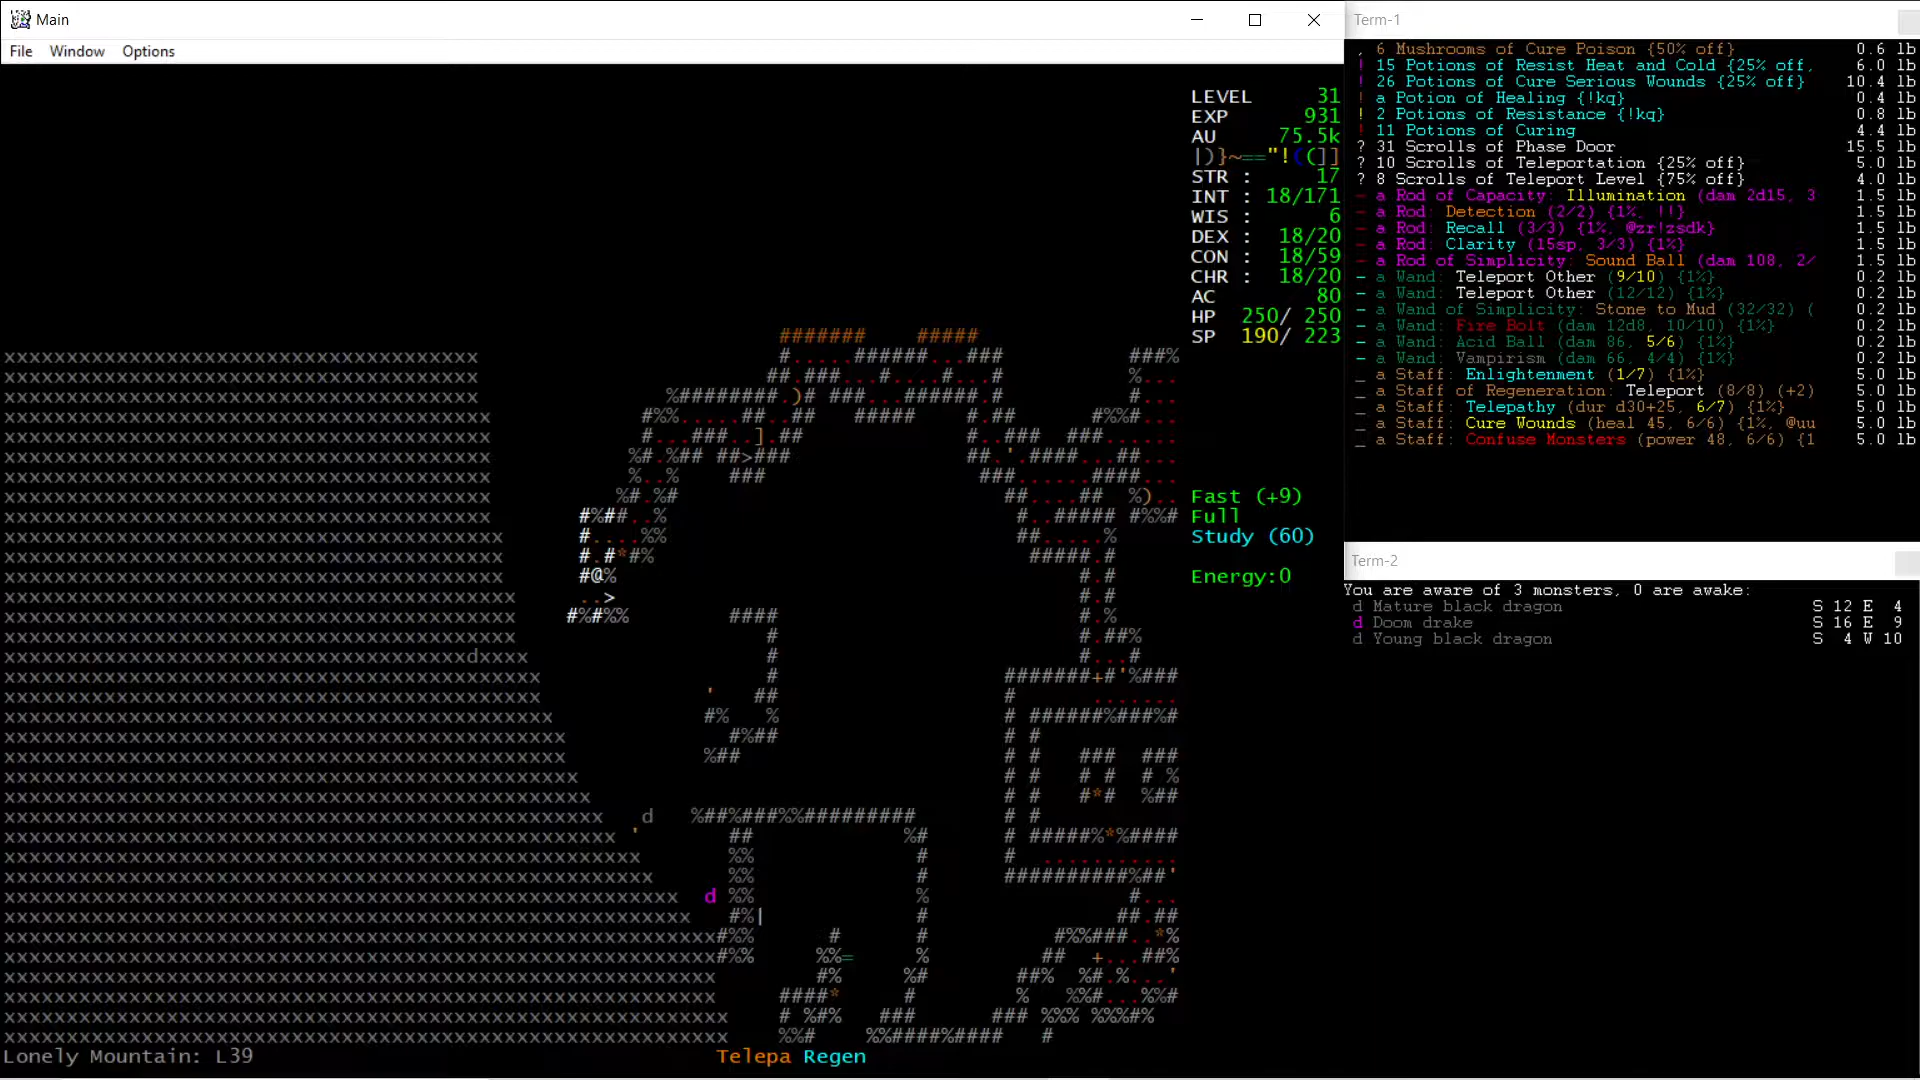 Main
File Window Options
LEVEL 31
EXP 931
AU 75.5k
|)}~=="!((]]
STR : 17
INT : 18/171
WIS : 6
DEX : 18/20
CON : 18/59
CHR : 18/20
AC 80
HP 250/ 250
SP 190/ 223
Fast (+9)
Full
Study (60)
Energy:0
Lonely Mountain: L39
Telepa Regen
Term-1
, 6 Mushrooms of Cure Poison {50% off} 0.6 lb
! 15 Potions of Resist Heat and Cold {25% off, 6.0 lb
! 26 Potions of Cure Serious Wounds {25% off} 10.4 lb
! a Potion of Healing {!kq} 0.4 lb
! 2 Potions of Resistance {!kq} 0.8 lb
! 11 Potions of Curing 4.4 lb
? 31 Scrolls of Phase Door 15.5 lb
? 10 Scrolls of Teleportation {25% off} 5.0 lb
? 8 Scrolls of Teleport Level {75% off} 4.0 lb
- a Rod of Capacity: Illumination (dam 2d15, 3 1.5 lb
- a Rod: Detection (2/2) {1%, !!} 1.5 lb
- a Rod: Recall (3/3) {1%, @zr!zsdk} 1.5 lb
- a Rod: Clarity (15sp, 3/3) {1%} 1.5 lb
- a Rod of Simplicity: Sound Ball (dam 108, 2/ 1.5 lb
- a Wand: Teleport Other (9/10) {1%} 0.2 lb
- a Wand: Teleport Other (12/12) {1%} 0.2 lb
- a Wand of Simplicity: Stone to Mud (32/32) ( 0.2 lb
- a Wand: Fire Bolt (dam 12d8, 10/10) {1%} 0.2 lb
- a Wand: Acid Ball (dam 86, 5/6) {1%} 0.2 lb
- a Wand: Vampirism (dam 66, 4/4) {1%} 0.2 lb
_ a Staff: Enlightenment (1/7) {1%} 5.0 lb
_ a Staff of Regeneration: Teleport (8/8) (+2) 5.0 lb
_ a Staff: Telepathy (dur d30+25, 6/7) {1%} 5.0 lb
_ a Staff: Cure Wounds (heal 45, 6/6) {1%, @uu 5.0 lb
_ a Staff: Confuse Monsters (power 48, 6/6) {1 5.0 lb
Term-2
You are aware of 3 monsters, 0 are awake:
d Mature black dragon S 12 E 4
d Doom drake S 16 E 9
d Young black dragon S 4 W 10